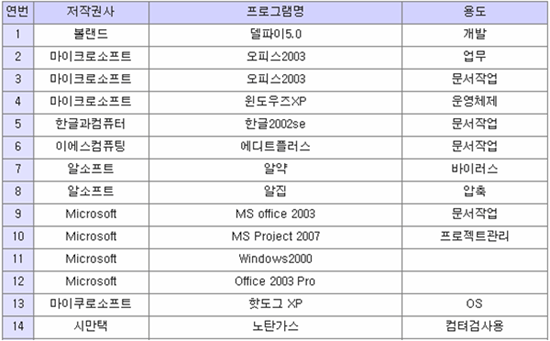 연번 저작권사 프로그램명 용도
1 볼랜드 델파이5.0 개발
2 마이크로소프트 오피스2003 업무
3 마이크로소프트 오피스2003 문서작업
4 마이크로소프트 윈도우즈XP 운영체제
5 한글과컴퓨터 한글2002se 문서작업
6 이에스컴퓨팅 에디트플러스 문서작업
7 알소프트 알약 바이러스
8 알소프트 알집 압축
9 Microsoft MS office 2003 문서작업
10 Microsoft MS Project 2007 프로젝트관리
11 Microsoft Windows2000
12 Microsoft Office 2003 Pro
13 마이쿠로소프트 핫도그 XP OS
14 시만택 노탄가스 컴텨검사용